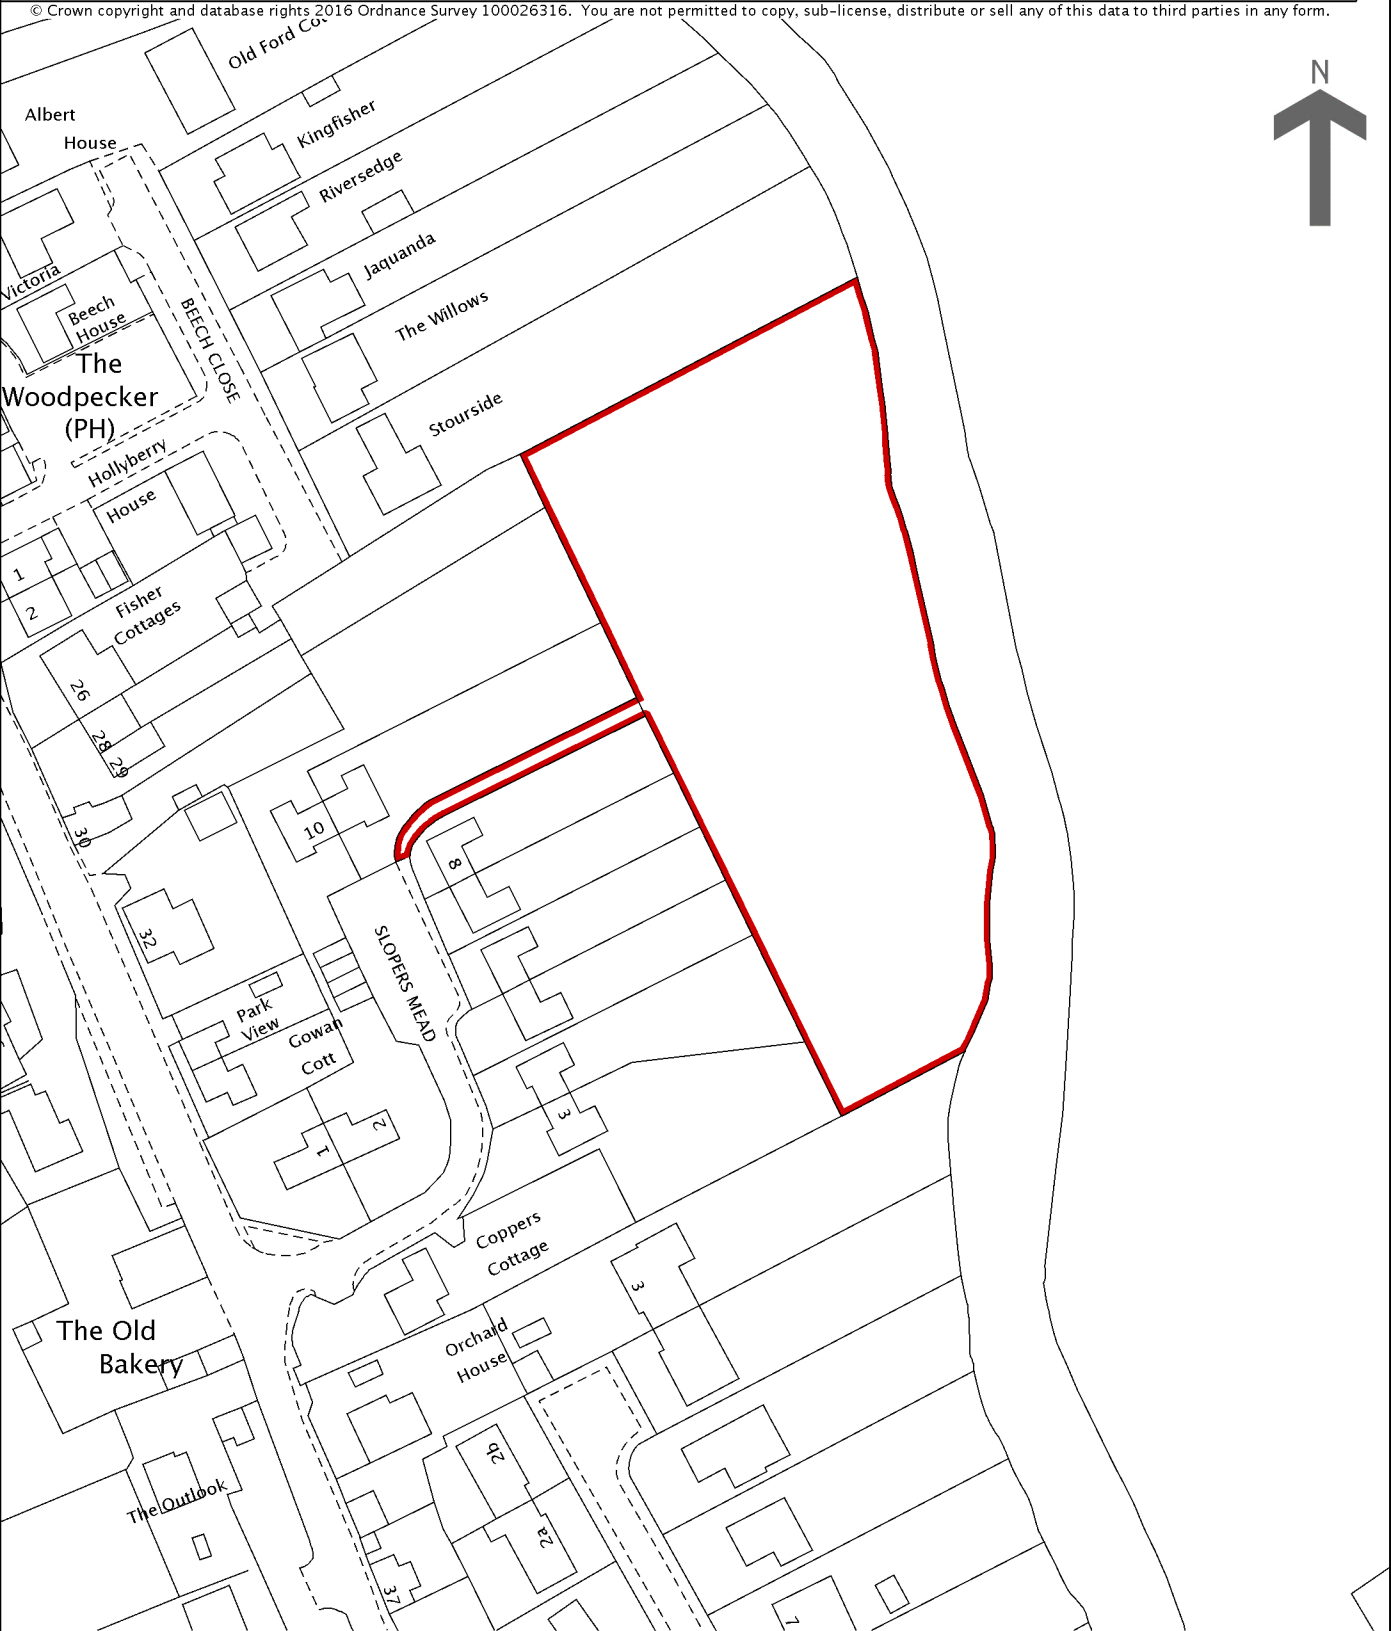 © Crown copyright and database rights 2016 Ordnance Survey 100026316. You are not permitted to copy, sub-license, distribute or sell any of this data to third parties in any form.
N
Old Ford
Albert
House
Kingfisher
Riversedge
Jaquanda
The Willows
Stourside
Victoria
Beech
House
BEECH CLOSE
The
Woodpecker
(PH)
Hollyberry
House
1
2
Fisher
Cottages
26
28
29
30
10
8
32
SLOPERS MEAD
Park
View
Gowan
Cott
3
2
1
Coppers
Cottage
3
The Old
Bakery
Orchard
House
2b
2a
The Outlook
37
7